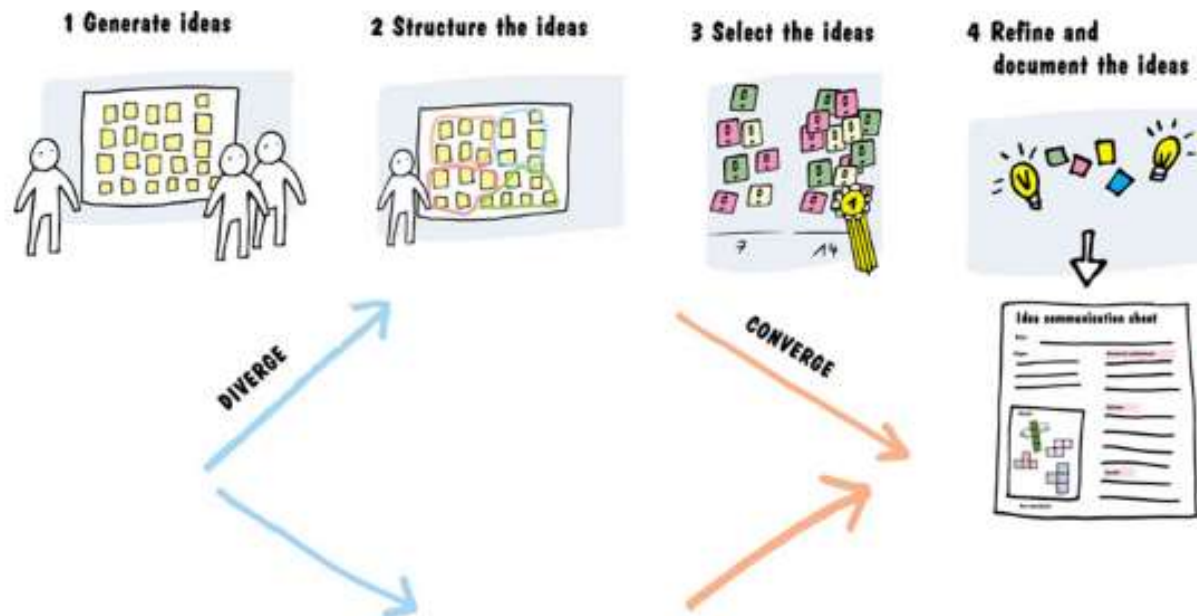 1 Generate ideas
2 Structure the ideas
3 Select the ideas
4 Refine and
document the ideas
1
7
14
DIVERGE
CONVERGE
Idea communication sheet